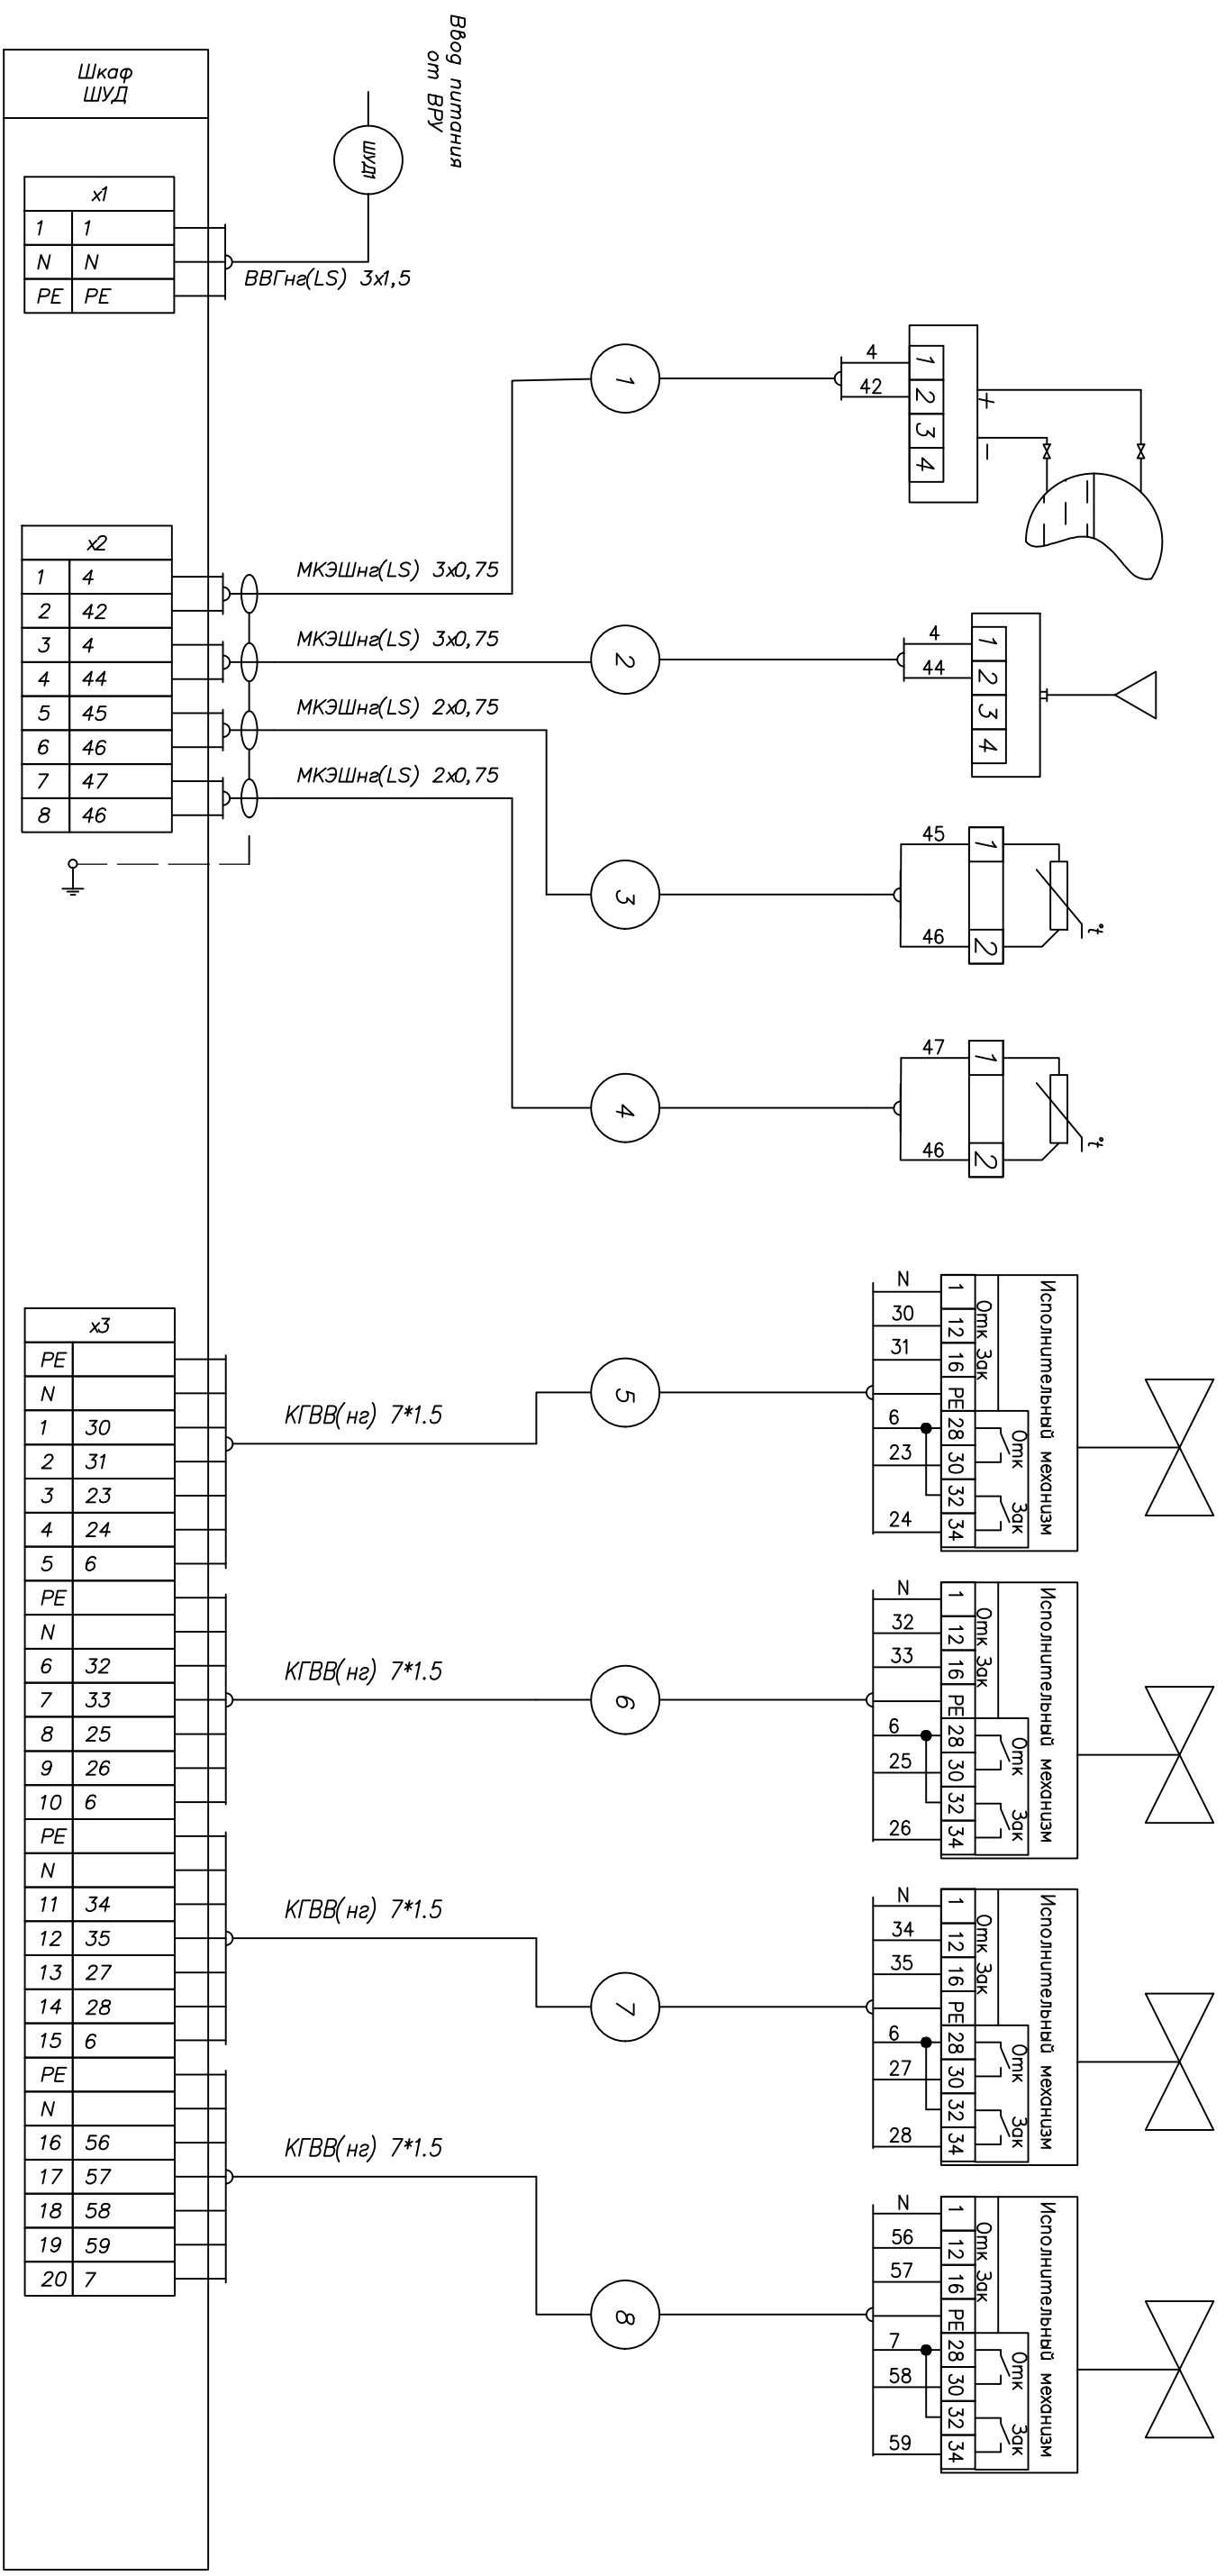 Шкаф
ШУД
Ввод питания
от ВРУ
ШУД1
x1
1 1
N N
PE PE
ВВГнг(LS) 3x1,5
x2
1 4
2 42
3 4
4 44
5 45
6 46
7 47
8 46
МКЭШнг(LS) 3x0,75
МКЭШнг(LS) 3x0,75
МКЭШнг(LS) 2x0,75
МКЭШнг(LS) 2x0,75
1
4
42
1 2 3 4
+
-
2
4
44
1 2 3 4
3
45
46
1 2
t°
4
47
46
1 2
t°
x3
PE
N
1 30
2 31
3 23
4 24
5 6
PE
N
6 32
7 33
8 25
9 26
10 6
PE
N
11 34
12 35
13 27
14 28
15 6
PE
N
16 56
17 57
18 58
19 59
20 7
КГВВ(нг) 7*1.5
КГВВ(нг) 7*1.5
КГВВ(нг) 7*1.5
КГВВ(нг) 7*1.5
5
N
30
31
6
23
24
1 12 16 PE 28 30 32 34
Отк Зак
Отк Зак
Исполнительный механизм
6
N
32
33
6
25
26
1 12 16 PE 28 30 32 34
Отк Зак
Отк Зак
Исполнительный механизм
7
N
34
35
6
27
28
1 12 16 PE 28 30 32 34
Отк Зак
Отк Зак
Исполнительный механизм
8
N
56
57
7
58
59
1 12 16 PE 28 30 32 34
Отк Зак
Отк Зак
Исполнительный механизм